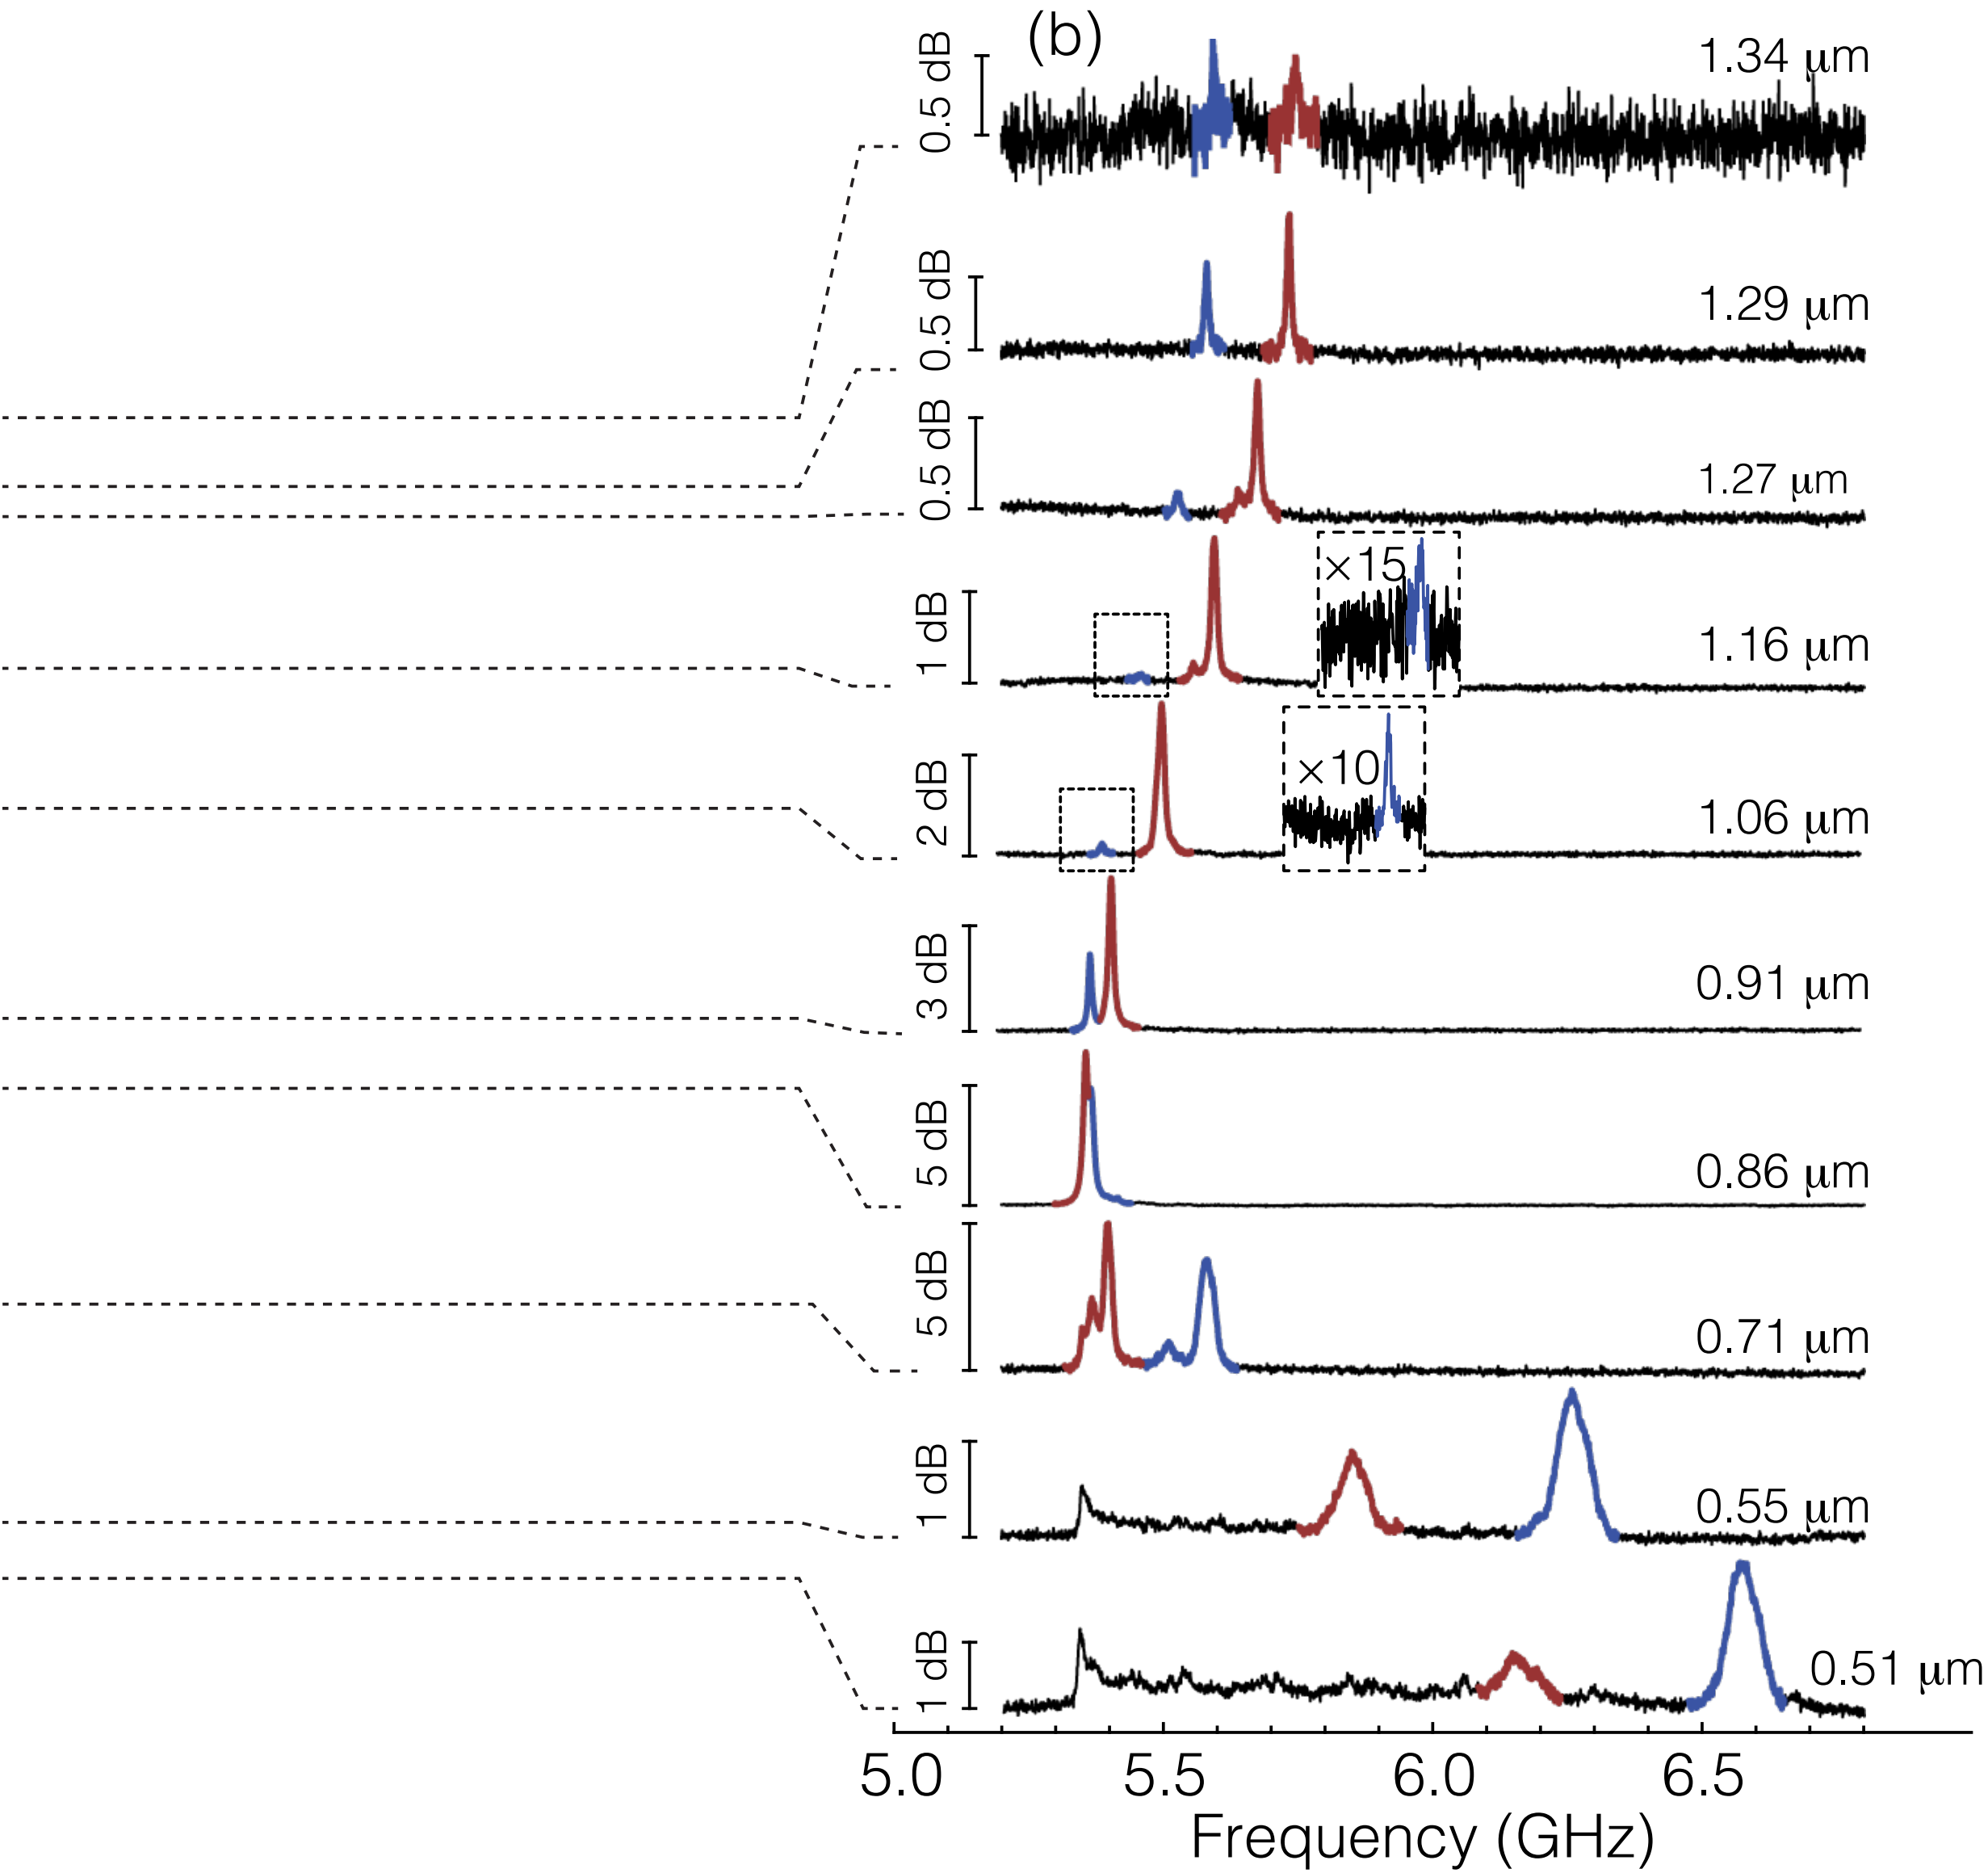 (b)
0.5 dB
1.34 μm
0.5 dB
1.29 μm
0.5 dB
1.27 μm
1 dB
×15
1.16 μm
2 dB
×10
1.06 μm
3 dB
0.91 μm
5 dB
0.86 μm
5 dB
0.71 μm
1 dB
0.55 μm
1 dB
0.51 μm
5.0 5.5 6.0 6.5
Frequency (GHz)